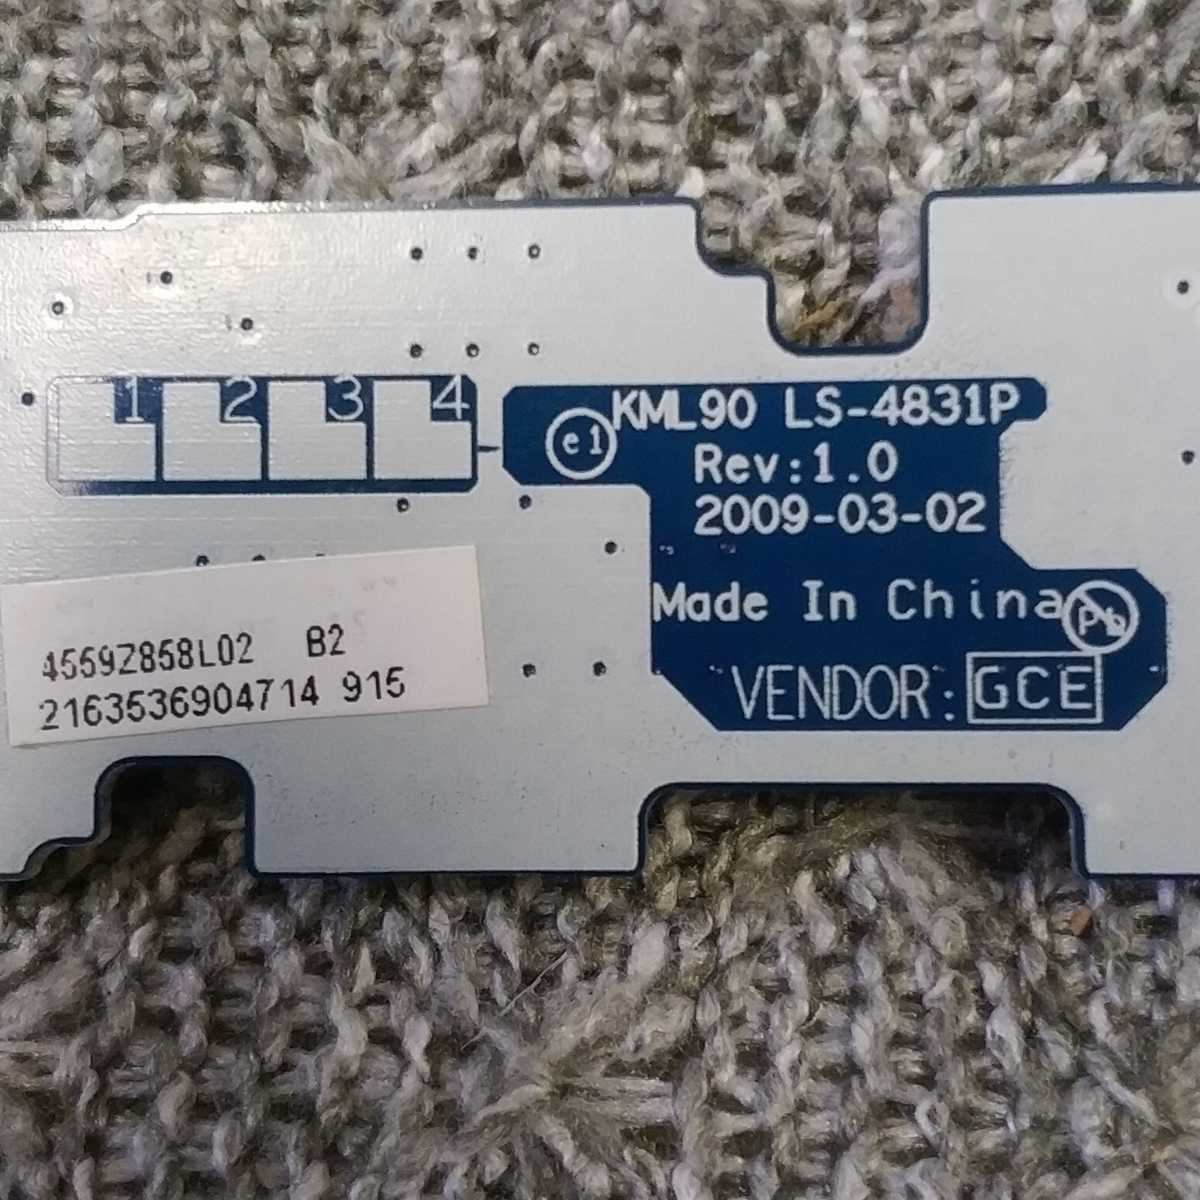 1 2 3 4
e1
KML90 LS-4831P
Rev:1.0
2009-03-02
Made In China
Pb
VENDOR: GCE
4559Z858L02 B2
2163536904714 915